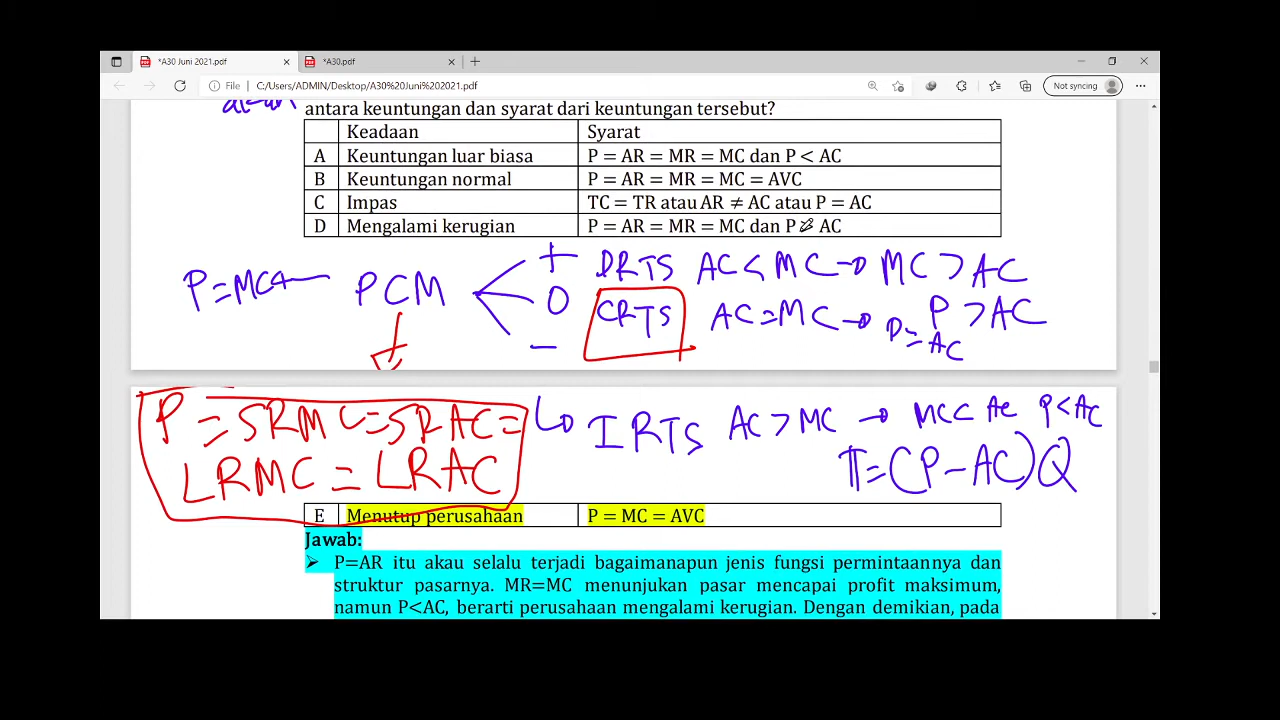 *A30 Juni 2021.pdf
*A30.pdf
File
C:/Users/ADMIN/Desktop/A30%20Juni%202021.pdf
Not syncing
antara keuntungan dan syarat dari keuntungan tersebut?
Keadaan Syarat
A Keuntungan luar biasa P = AR = MR = MC dan P < AC
B Keuntungan normal P = AR = MR = MC = AVC
C Impas TC = TR atau AR ≠ AC atau P = AC
D Mengalami kerugian P = AR = MR = MC dan P AC
+ DRTS AC < MC → MC > AC
P=MC ← PCM 0 CRTS AC=MC → P > AC
P=AC
−
P = SRMC = SRAC = IRTS AC > MC → MC < AC P < AC
LRMC = LRAC π=(P-AC)Q
E Menutup perusahaan P = MC = AVC
Jawab:
➢ P=AR itu akau selalu terjadi bagaimanapun jenis fungsi permintaannya dan
struktur pasarnya. MR=MC menunjukan pasar mencapai profit maksimum,
namun P<AC, berarti perusahaan mengalami kerugian. Dengan demikian, pada